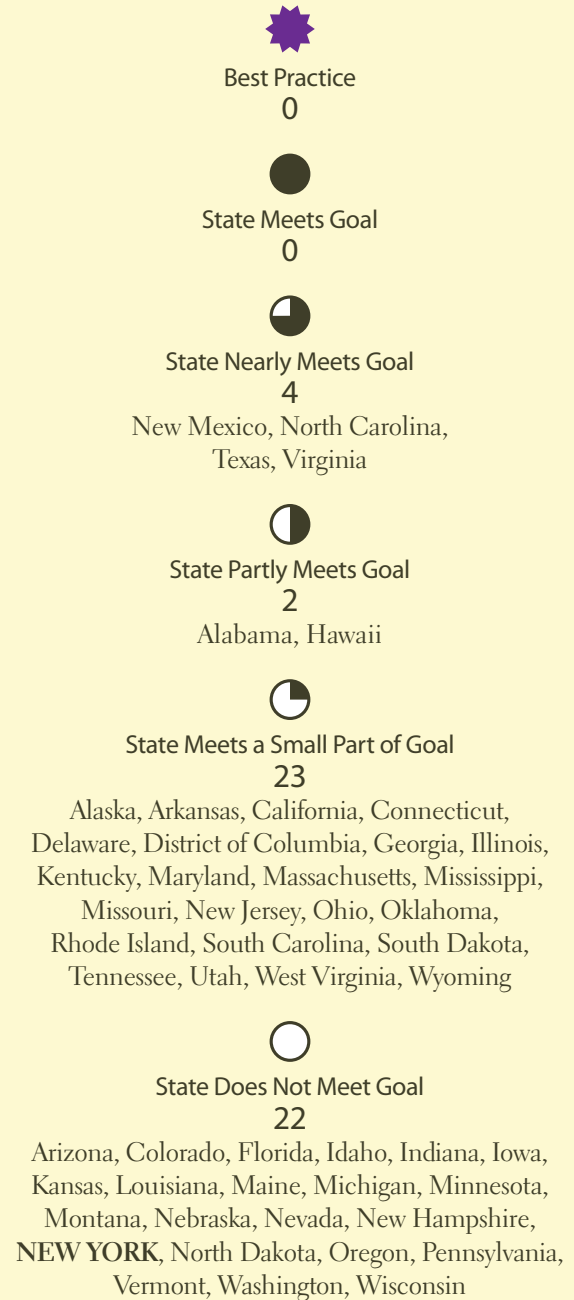 Best Practice
0
State Meets Goal
0
State Nearly Meets Goal
4
New Mexico, North Carolina,
Texas, Virginia
State Partly Meets Goal
2
Alabama, Hawaii
State Meets a Small Part of Goal
23
Alaska, Arkansas, California, Connecticut,
Delaware, District of Columbia, Georgia, Illinois,
Kentucky, Maryland, Massachusetts, Mississippi,
Missouri, New Jersey, Ohio, Oklahoma,
Rhode Island, South Carolina, South Dakota,
Tennessee, Utah, West Virginia, Wyoming
State Does Not Meet Goal
22
Arizona, Colorado, Florida, Idaho, Indiana, Iowa,
Kansas, Louisiana, Maine, Michigan, Minnesota,
Montana, Nebraska, Nevada, New Hampshire,
NEW YORK, North Dakota, Oregon, Pennsylvania,
Vermont, Washington, Wisconsin